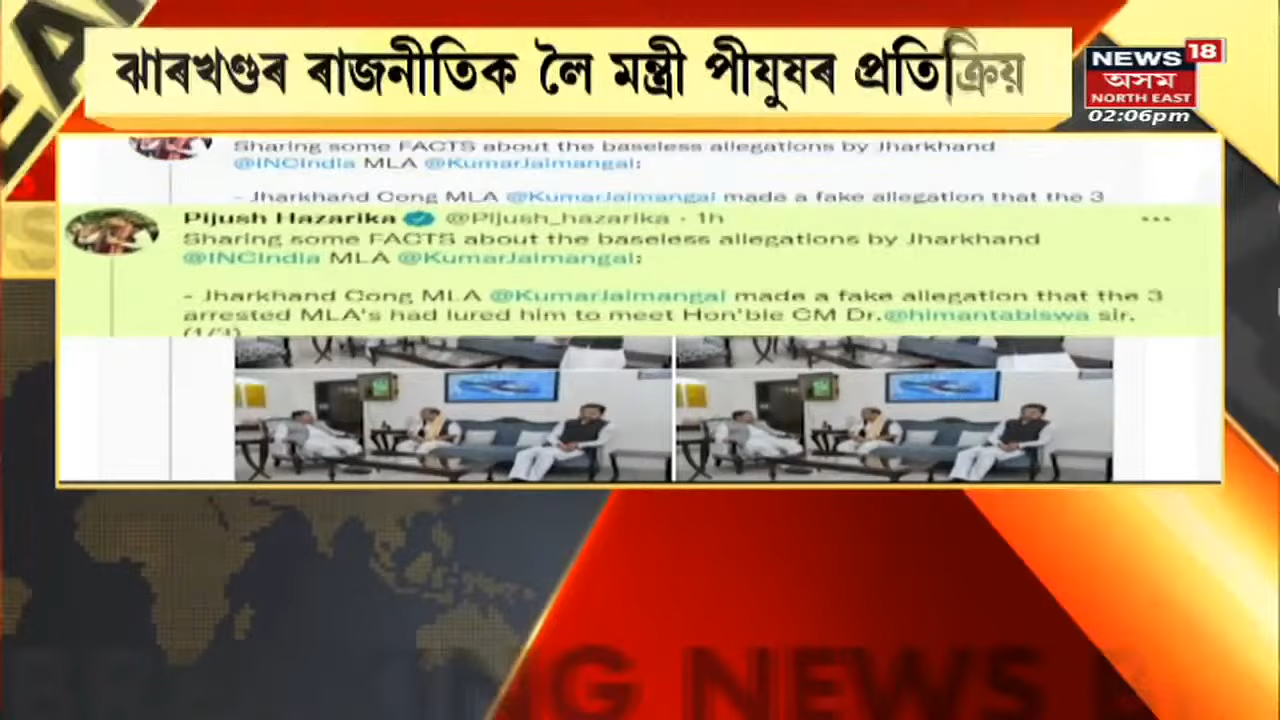 ঝাৰখণ্ডৰ ৰাজনীতিক লৈ মন্ত্ৰী পীযুষৰ প্ৰতিক্ৰিয়
NEWS 18
অসম
NORTH EAST
02:06pm
Sharing some FACTS about the baseless allegations by Jharkhand
@INCIndia MLA @KumarJaimangal:
- Jharkhand Cong MLA @KumarJaimangal made a fake allegation that the 3
Pijush Hazarika @Pijush_hazarika · 1h
Sharing some FACTS about the baseless allegations by Jharkhand
@INCIndia MLA @KumarJaimangal:
- Jharkhand Cong MLA @KumarJaimangal made a fake allegation that the 3
arrested MLA's had lured him to meet Hon'ble CM Dr.@himantabiswa sir.
(1/3)
NG NEWS